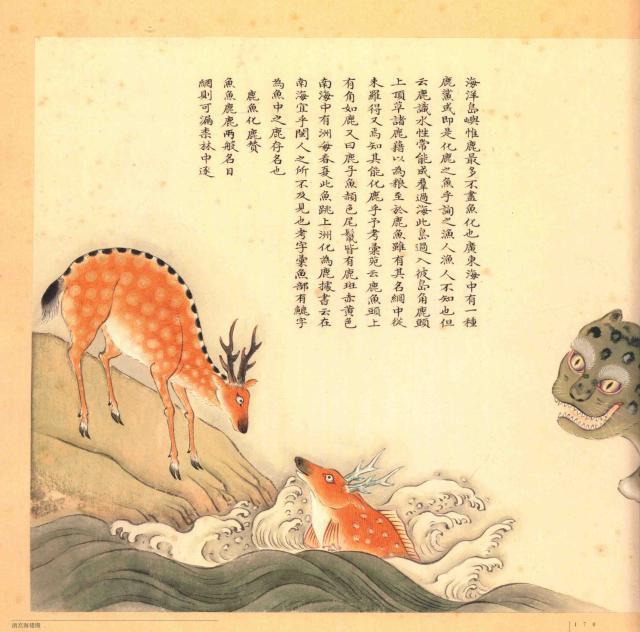 海洋島嶼惟鹿最多不盡魚化也廣東海中有一種
鹿鯊或即是化鹿之魚乎詢之漁人漁人不知也但
云鹿識水性常能成羣過海此島過入彼島角鹿頭
上頂草諸鹿藉以為粮至於鹿魚雖有其名網中從
未羅得又為知其能化鹿乎予考彙苑云鹿魚頭上
有角如鹿又曰鹿子魚頳色尾鬣皆有鹿斑赤黄色
南海中有洲每春夏此魚跳上洲化為鹿據書云在
南海宜乎閩人之所不及見也考字彙魚部有䴪字
為魚中之鹿存名也
鹿魚化鹿贊
魚魚鹿鹿兩般名目
網則可漏柰林中逐
清宮海錯圖
170